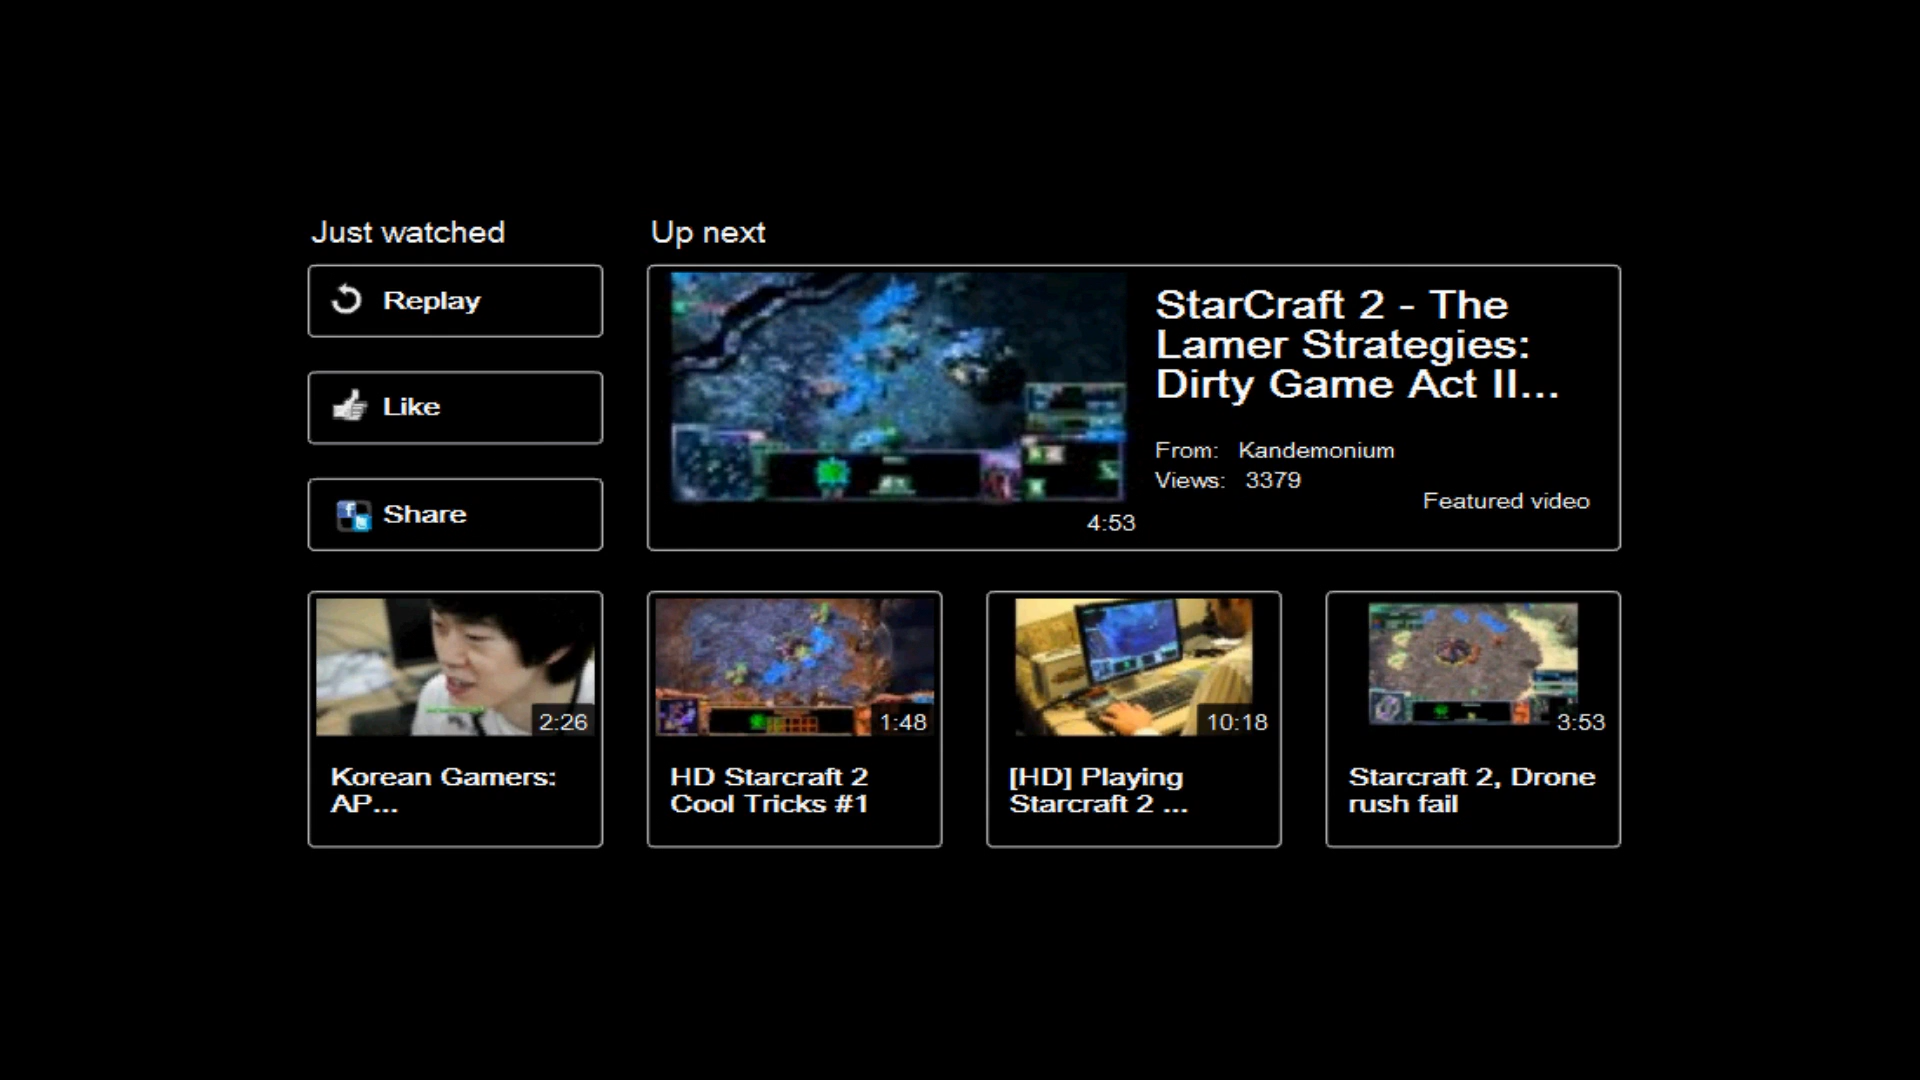 Just watched
Up next
Replay
Like
Share
StarCraft 2 - The
Lamer Strategies:
Dirty Game Act II...
From: Kandemonium
Views: 3379
Featured video
4:53
2:26
1:48
10:18
3:53
Korean Gamers:
AP...
HD Starcraft 2
Cool Tricks #1
[HD] Playing
Starcraft 2 ...
Starcraft 2, Drone
rush fail